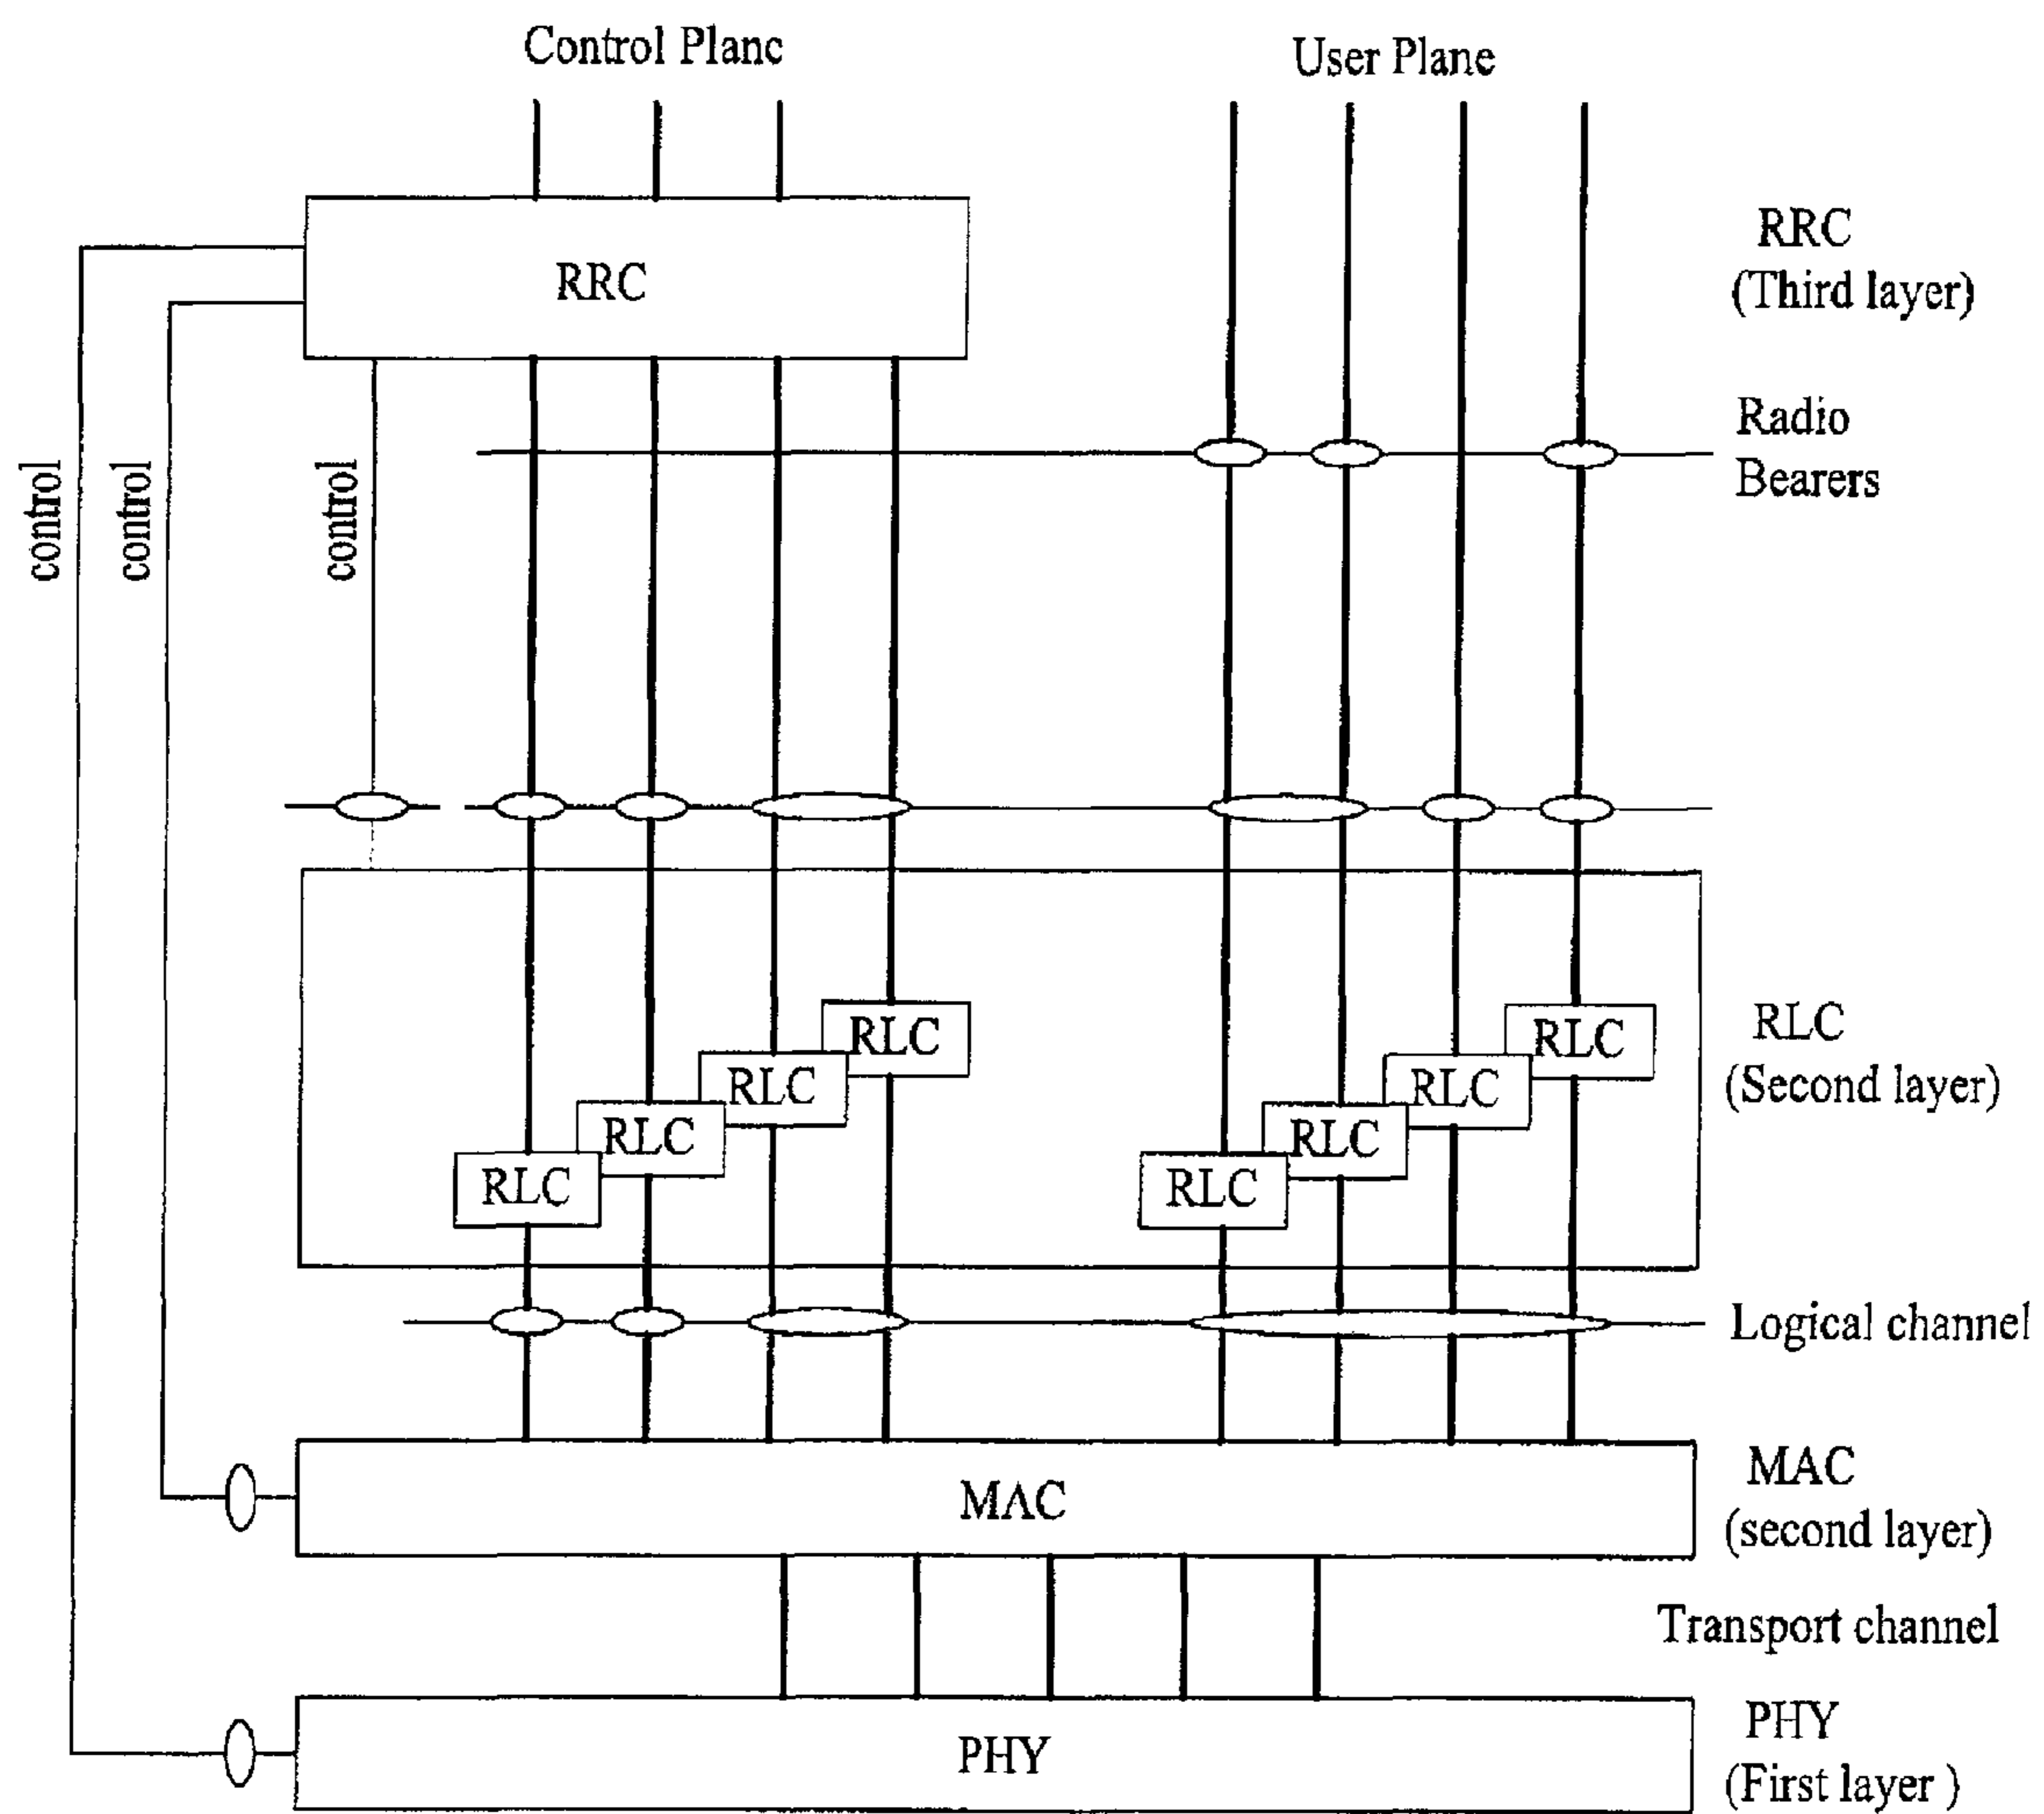 Control Plane
User Plane
RRC
RRC
(Third layer)
Radio
Bearers
control
control
control
RLC
RLC
RLC
RLC
RLC
RLC
RLC
RLC
RLC
(Second layer)
Logical channel
MAC
MAC
(second layer)
Transport channel
PHY
PHY
(First layer )